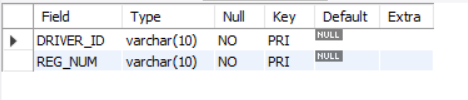 Field Type Null Key Default Extra
DRIVER_ID varchar(10) NO PRI NULL
REG_NUM varchar(10) NO PRI NULL